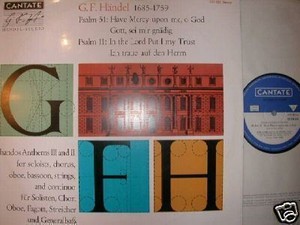 CANTATE
G. F. Händel 1685-1759
Psalm 51: Have Mercy upon me, o God
Gott, sei mir gnädig
Psalm 11: In the Lord Put I my Trust
Ich traue auf den Herrn
G
F H
handos Anthems III and II
for soloists, chorus,
oboe, bassoon, strings,
and continuo
für Solisten, Chor,
Oboe, Fagott, Streicher
und Generalbaß
CANTATE